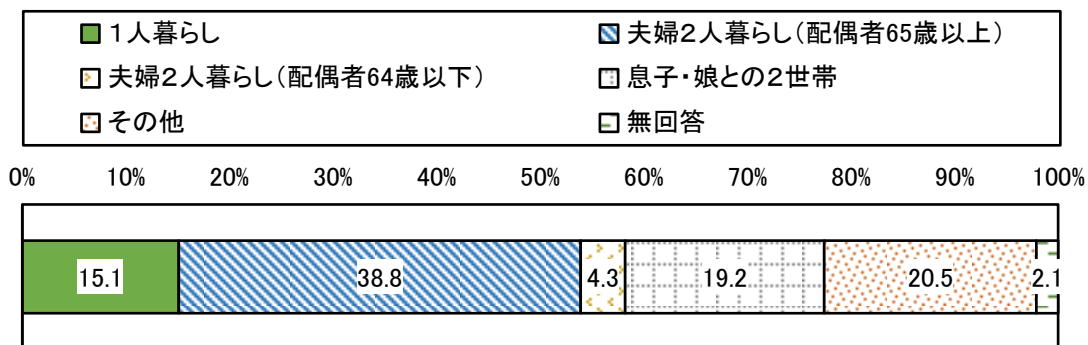 １人暮らし 夫婦２人暮らし（配偶者65歳以上）
夫婦２人暮らし（配偶者64歳以下） 息子・娘との２世帯
その他 無回答
0% 10% 20% 30% 40% 50% 60% 70% 80% 90% 100%
15.1 38.8 4.3 19.2 20.5 2.1